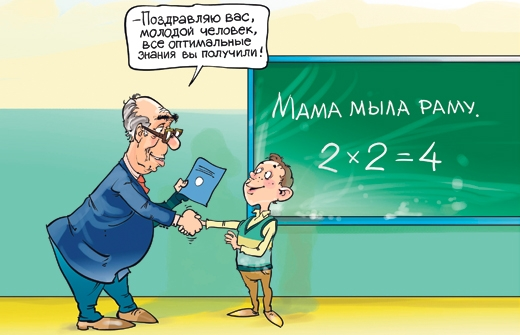 –Поздравляю вас,
молодой человек,
все оптимальные
знания вы получили!
Мама мыла раму.
2×2=4